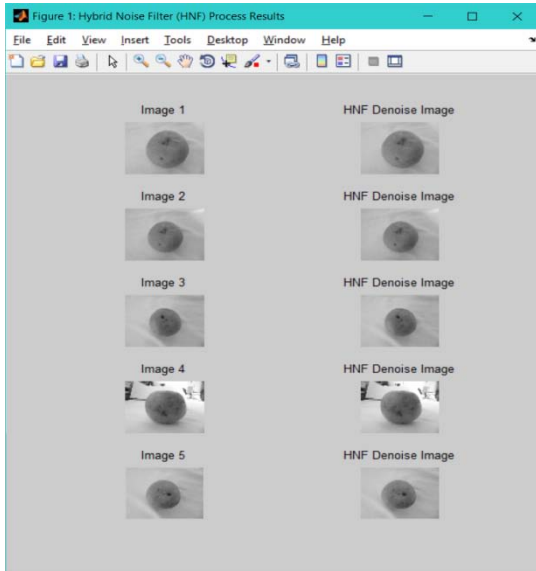 Figure 1: Hybrid Noise Filter (HNF) Process Results
File Edit View Insert Tools Desktop Window Help
Image 1 HNF Denoise Image
Image 2 HNF Denoise Image
Image 3 HNF Denoise Image
Image 4 HNF Denoise Image
Image 5 HNF Denoise Image